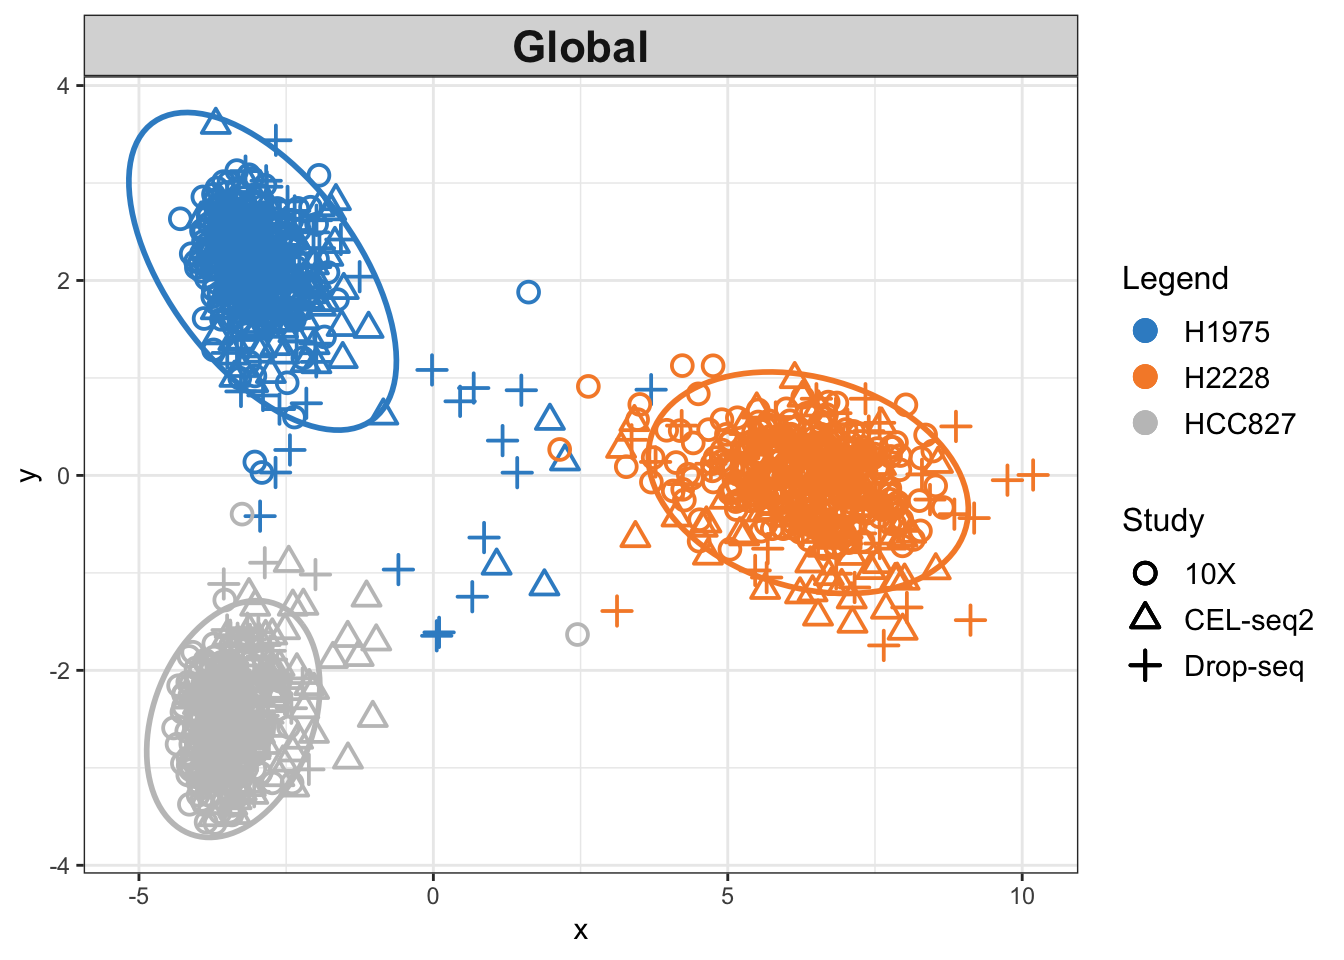 Global
4
2
0
-2
-4
y
-5
0
5
10
x
Legend
H1975
H2228
HCC827
Study
10X
CEL-seq2
Drop-seq